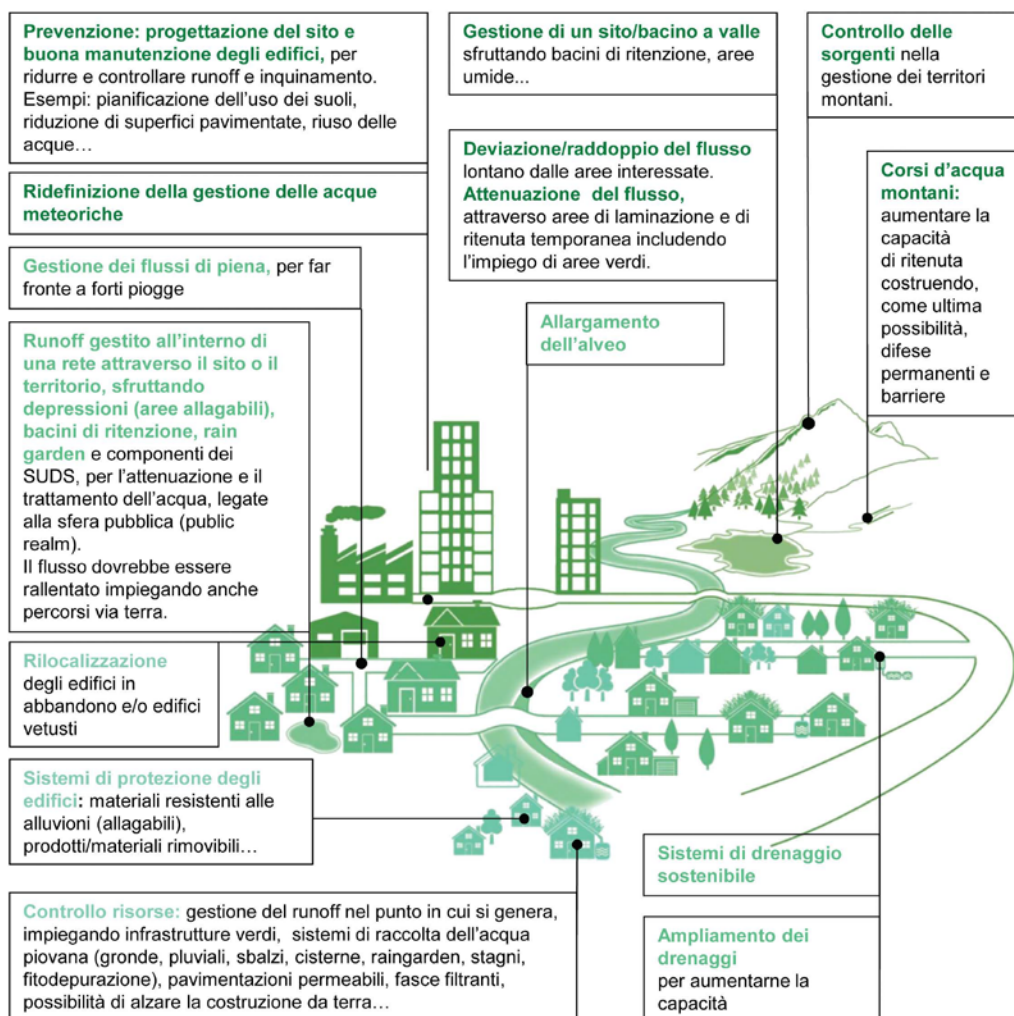 Prevenzione: progettazione del sito e
buona manutenzione degli edifici, per
ridurre e controllare runoff e inquinamento.
Esempi: pianificazione dell'uso dei suoli,
riduzione di superfici pavimentate, riuso delle
acque…
Ridefinizione della gestione delle acque
meteoriche
Gestione dei flussi di piena, per far
fronte a forti piogge
Runoff gestito all'interno di
una rete attraverso il sito o il
territorio, sfruttando
depressioni (aree allagabili),
bacini di ritenzione, rain
garden e componenti dei
SUDS, per l'attenuazione e il
trattamento dell'acqua, legate
alla sfera pubblica (public
realm).
Il flusso dovrebbe essere
rallentato impiegando anche
percorsi via terra.
Rilocalizzazione
degli edifici in
abbandono e/o edifici
vetusti
Sistemi di protezione degli
edifici: materiali resistenti alle
alluvioni (allagabili),
prodotti/materiali rimovibili…
Controllo risorse: gestione del runoff nel punto in cui si genera,
impiegando infrastrutture verdi, sistemi di raccolta dell'acqua
piovana (gronde, pluviali, sbalzi, cisterne, raingarden, stagni,
fitodepurazione), pavimentazioni permeabili, fasce filtranti,
possibilità di alzare la costruzione da terra…
Gestione di un sito/bacino a valle
sfruttando bacini di ritenzione, aree
umide...
Deviazione/raddoppio del flusso
lontano dalle aree interessate.
Attenuazione del flusso,
attraverso aree di laminazione e di
ritenuta temporanea includendo
l'impiego di aree verdi.
Allargamento
dell'alveo
Controllo delle
sorgenti nella
gestione dei territori
montani.
Corsi d'acqua
montani:
aumentare la
capacità
di ritenuta
costruendo,
come ultima
possibilità,
difese
permanenti e
barriere
Sistemi di drenaggio
sostenibile
Ampliamento dei
drenaggi
per aumentarne la
capacità